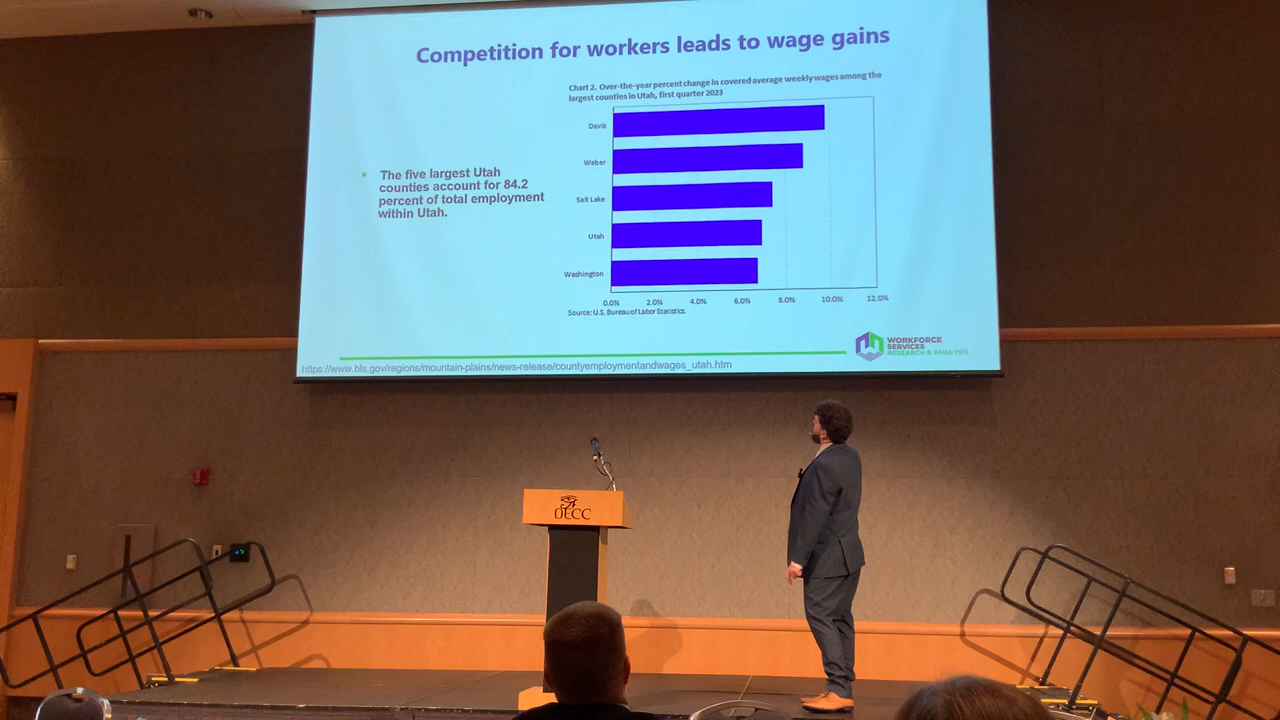 Competition for workers leads to wage gains
Chart 2. Over-the-year percent change in covered average weekly wages among the
largest counties in Utah, first quarter 2023
Davis
Weber
Salt Lake
Utah
Washington
0.0% 2.0% 4.0% 6.0% 8.0% 10.0% 12.0%
Source: U.S. Bureau of Labor Statistics.
The five largest Utah
counties account for 84.2
percent of total employment
within Utah.
WORKFORCE
SERVICES
RESEARCH & ANALYSIS
https://www.bls.gov/regions/mountain-plains/news-release/countyemploymentandwages_utah.htm
OECC